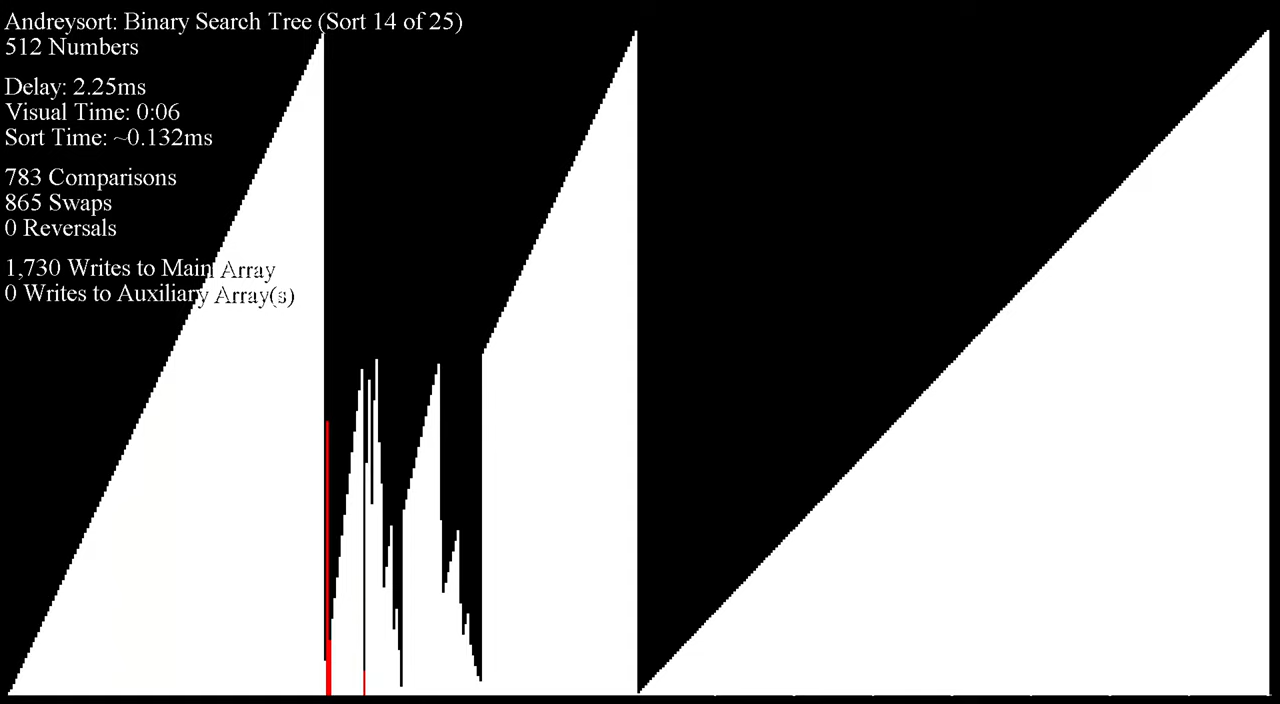 Andreysort: Binary Search Tree (Sort 14 of 25)
512 Numbers
Delay: 2.25ms
Visual Time: 0:06
Sort Time: ~0.132ms
783 Comparisons
865 Swaps
0 Reversals
1,730 Writes to Main Array
0 Writes to Auxiliary Array(s)